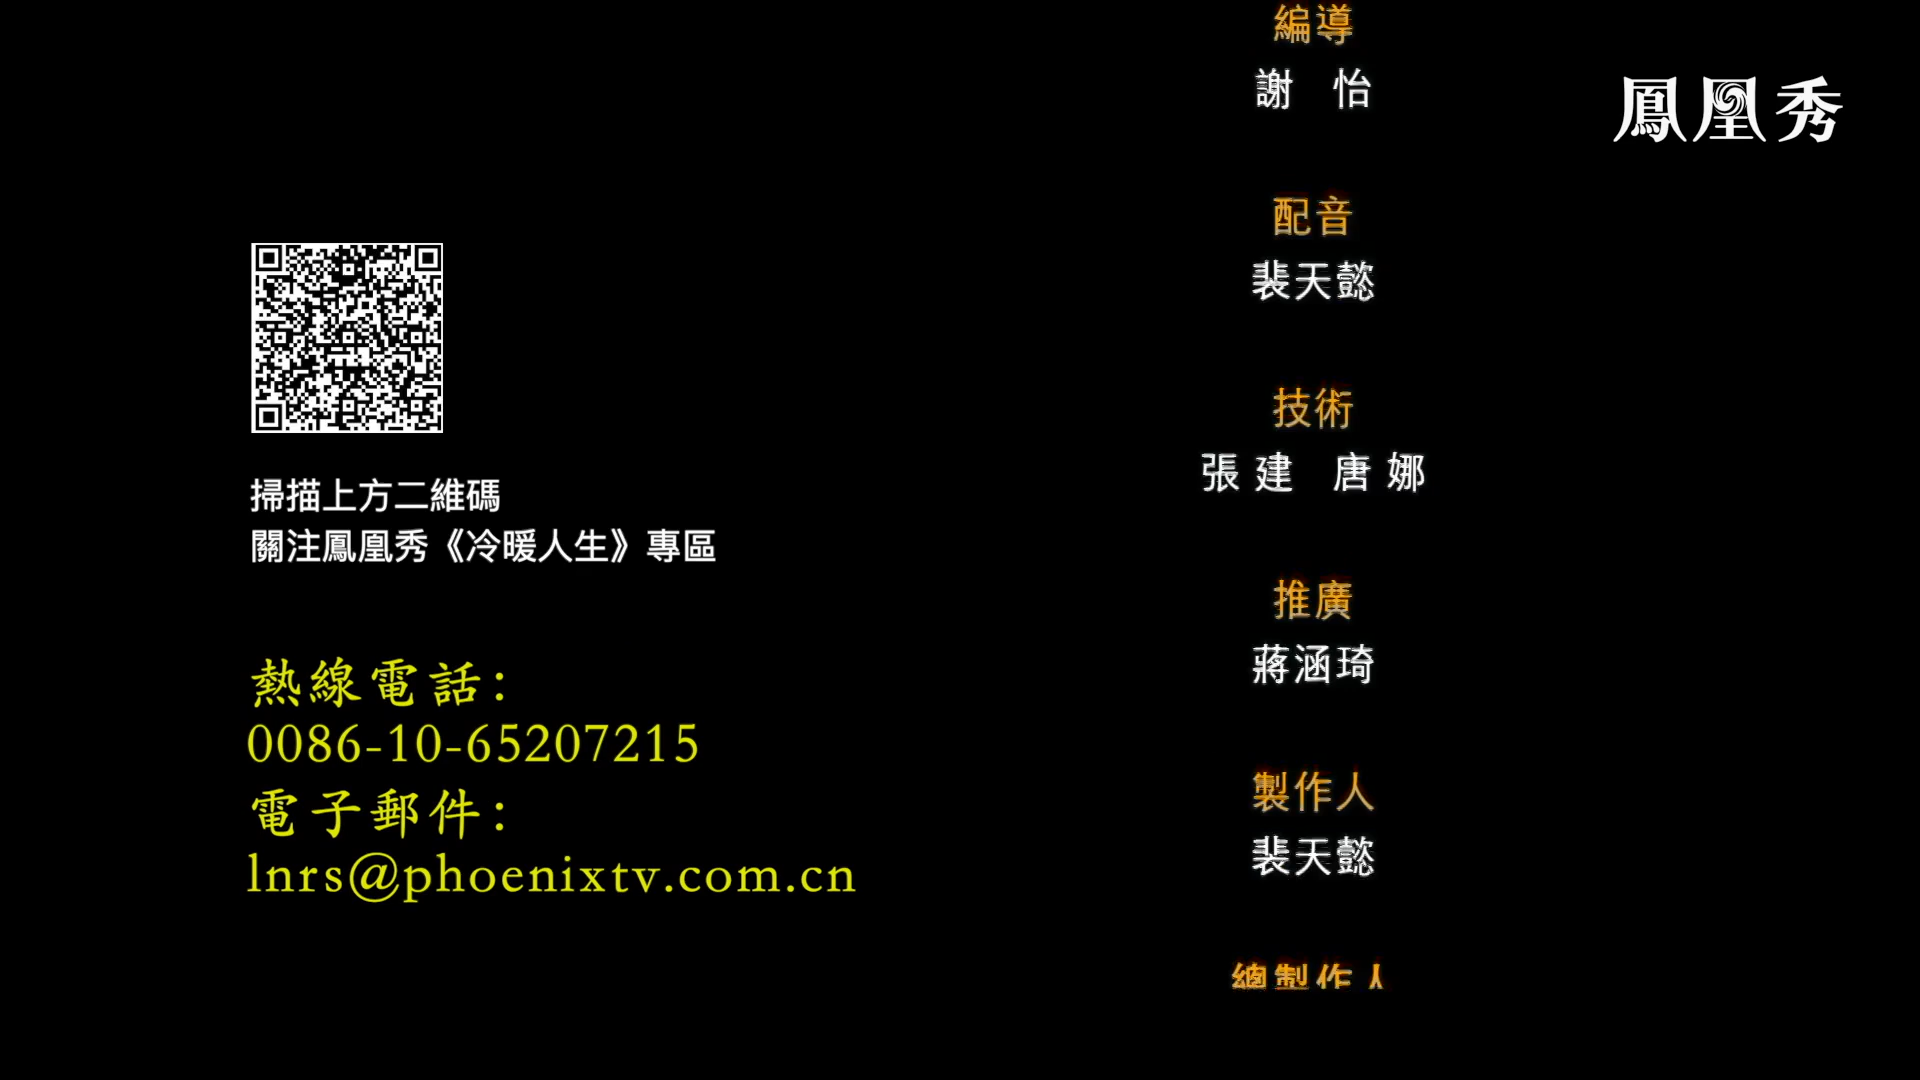 鳳凰秀
掃描上方二維碼
關注鳳凰秀《冷暖人生》專區
熱線電話:
0086-10-65207215
電子郵件:
lnrs@phoenixtv.com.cn
編導
謝 怡
配音
裴天懿
技術
張建 唐娜
推廣
蔣涵琦
製作人
裴天懿
總製作人